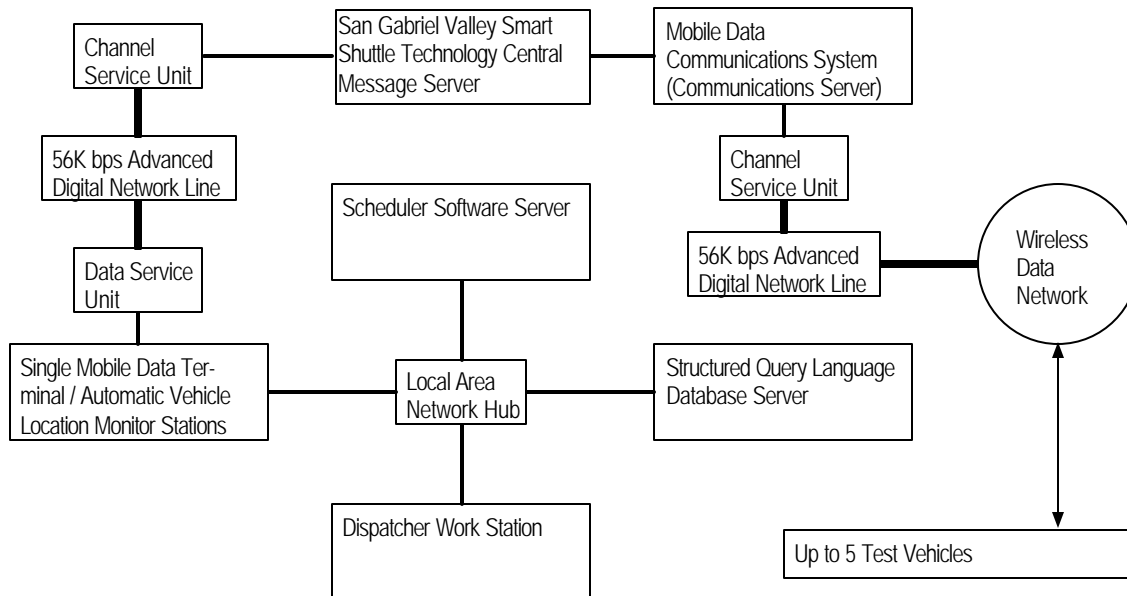 Channel
Service Unit
San Gabriel Valley Smart
Shuttle Technology Central
Message Server
Mobile Data
Communications System
(Communications Server)
56K bps Advanced
Digital Network Line
Channel
Service Unit
Scheduler Software Server
Wireless
Data
Network
56K bps Advanced
Digital Network Line
Data Service
Unit
Single Mobile Data Ter-
minal / Automatic Vehicle
Location Monitor Stations
Local Area
Network Hub
Structured Query Language
Database Server
Dispatcher Work Station
Up to 5 Test Vehicles